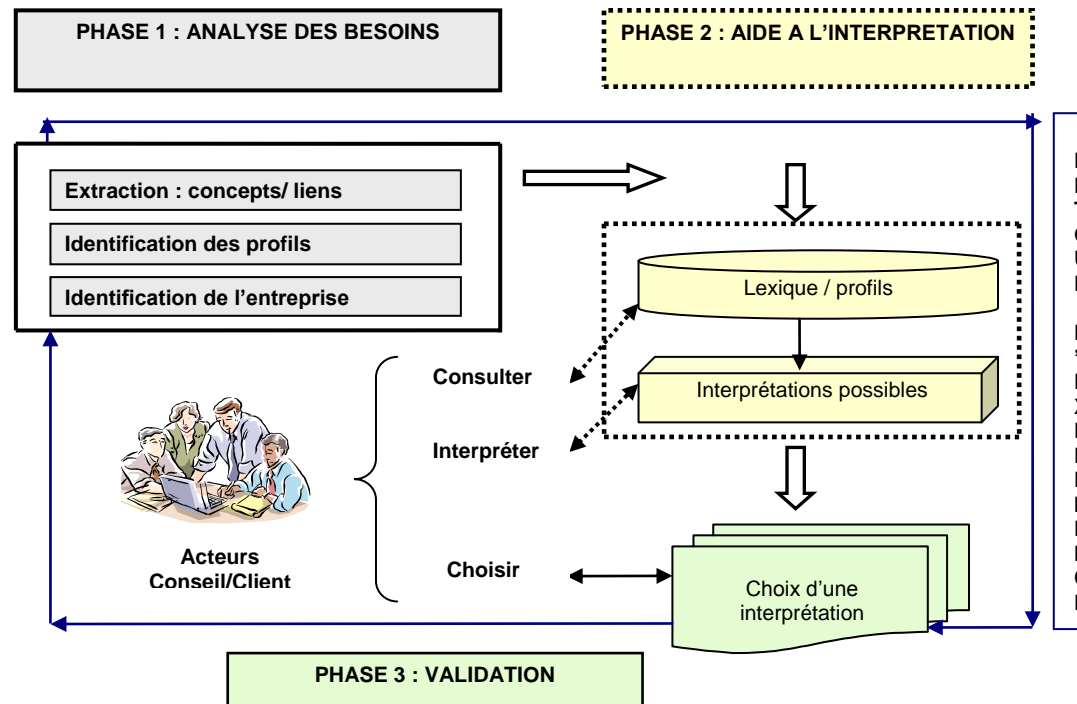 PHASE 1 : ANALYSE DES BESOINS
PHASE 2 : AIDE A L'INTERPRETATION
Extraction : concepts/ liens
Identification des profils
Identification de l'entreprise
Lexique / profils
Consulter
Interprétations possibles
Interpréter
Acteurs
Conseil/Client
Choisir
Choix d'une
interprétation
PHASE 3 : VALIDATION